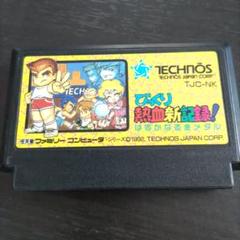 TECHNŌS
TECHNOS JAPAN CORP.
TJC-NK
TECH
びっくり
熱血新記録!
はるかなる金メダル
ファミリー コンピュータ ©1992, TECHNOS JAPAN CORP.